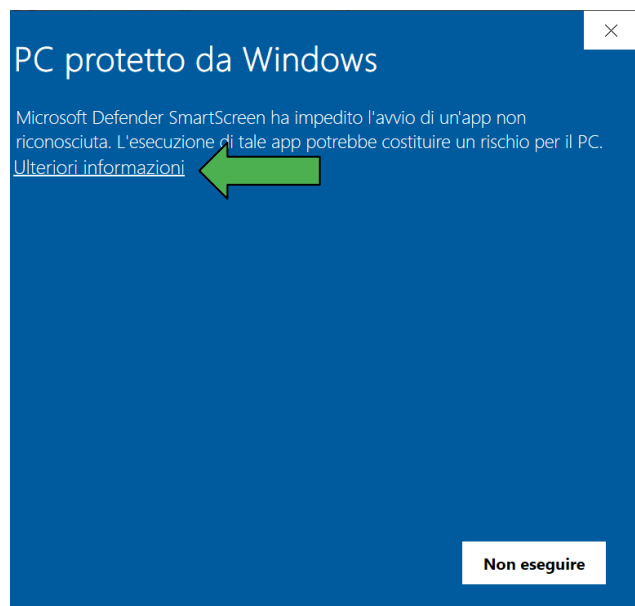 PC protetto da Windows
Microsoft Defender SmartScreen ha impedito l'avvio di un'app non
riconosciuta. L'esecuzione di tale app potrebbe costituire un rischio per il PC.
Ulteriori informazioni
Non eseguire